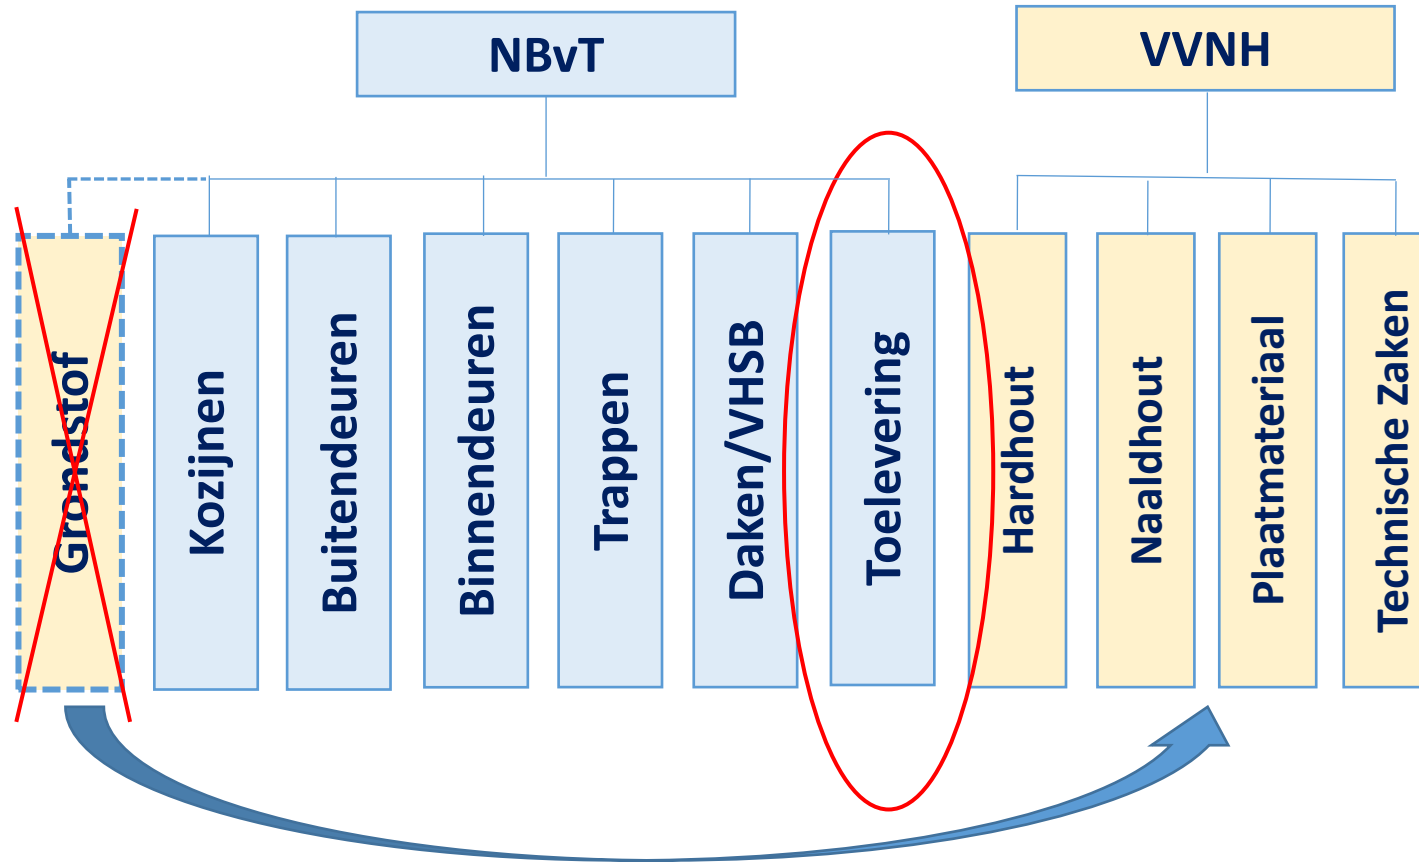 NBvT
VVNH
Grondstof
Kozijnen
Buitendeuren
Binnendeuren
Trappen
Daken/VHSB
Toelevering
Hardhout
Naaldhout
Plaatmateriaal
Technische Zaken